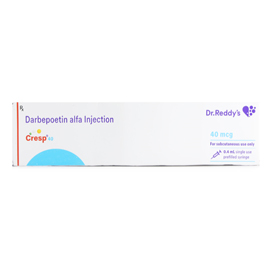 Rx
Darbepoetin alfa Injection
Cresp®
Dr.Reddy's
40 mcg
For subcutaneous use only
0.4 mL single use
prefilled syringe